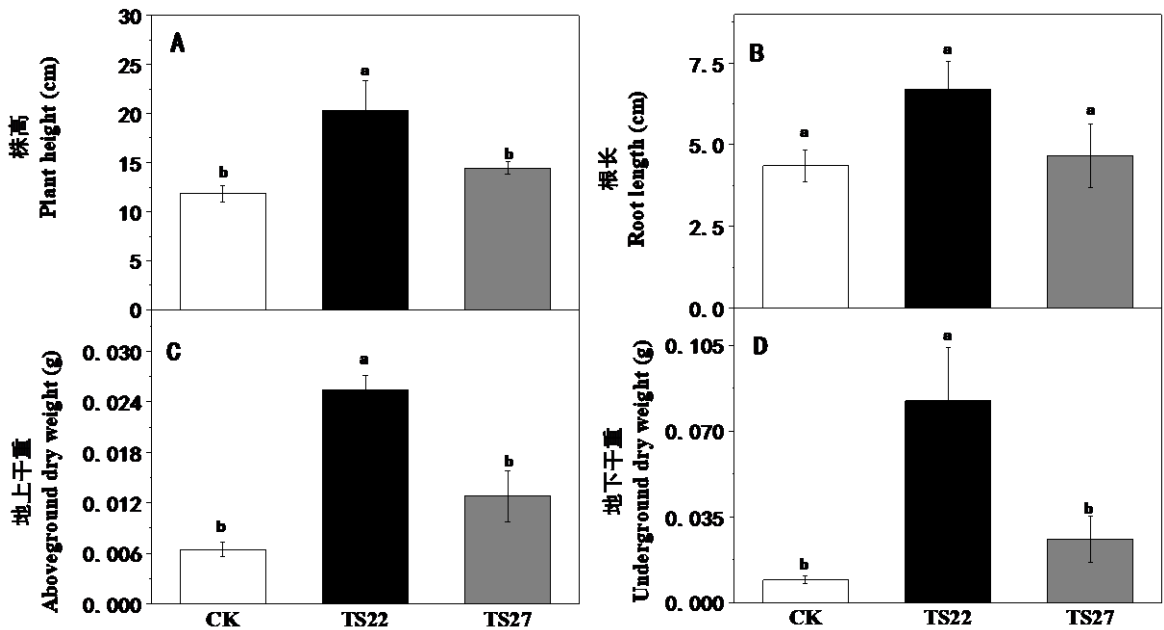 A
株高
Plant height (cm)
30
25
20
15
10
5
0
b
a
b
B
根长
Root length (cm)
7.5
5.0
2.5
0.0
a
a
a
C
地上干重
Aboveground dry weight (g)
0.030
0.024
0.018
0.012
0.006
0.000
b
a
b
CK
TS22
TS27
D
地下干重
Underground dry weight (g)
0.105
0.070
0.035
0.000
b
a
b
CK
TS22
TS27